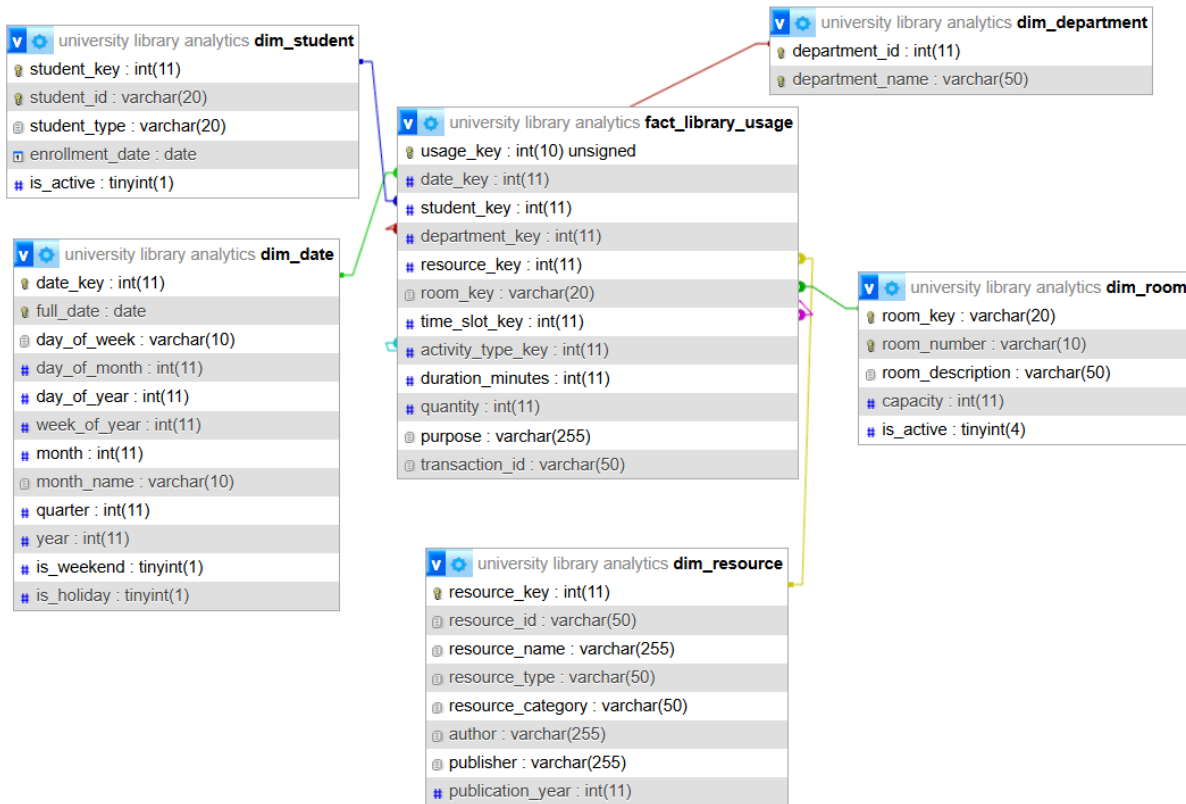 university library analytics dim_student
student_key : int(11)
student_id : varchar(20)
student_type : varchar(20)
enrollment_date : date
is_active : tinyint(1)
university library analytics dim_department
department_id : int(11)
department_name : varchar(50)
university library analytics fact_library_usage
usage_key : int(10) unsigned
date_key : int(11)
student_key : int(11)
department_key : int(11)
resource_key : int(11)
room_key : varchar(20)
time_slot_key : int(11)
activity_type_key : int(11)
duration_minutes : int(11)
quantity : int(11)
purpose : varchar(255)
transaction_id : varchar(50)
university library analytics dim_date
date_key : int(11)
full_date : date
day_of_week : varchar(10)
day_of_month : int(11)
day_of_year : int(11)
week_of_year : int(11)
month : int(11)
month_name : varchar(10)
quarter : int(11)
year : int(11)
is_weekend : tinyint(1)
is_holiday : tinyint(1)
university library analytics dim_room
room_key : varchar(20)
room_number : varchar(10)
room_description : varchar(50)
capacity : int(11)
is_active : tinyint(4)
university library analytics dim_resource
resource_key : int(11)
resource_id : varchar(50)
resource_name : varchar(255)
resource_type : varchar(50)
resource_category : varchar(50)
author : varchar(255)
publisher : varchar(255)
publication_year : int(11)